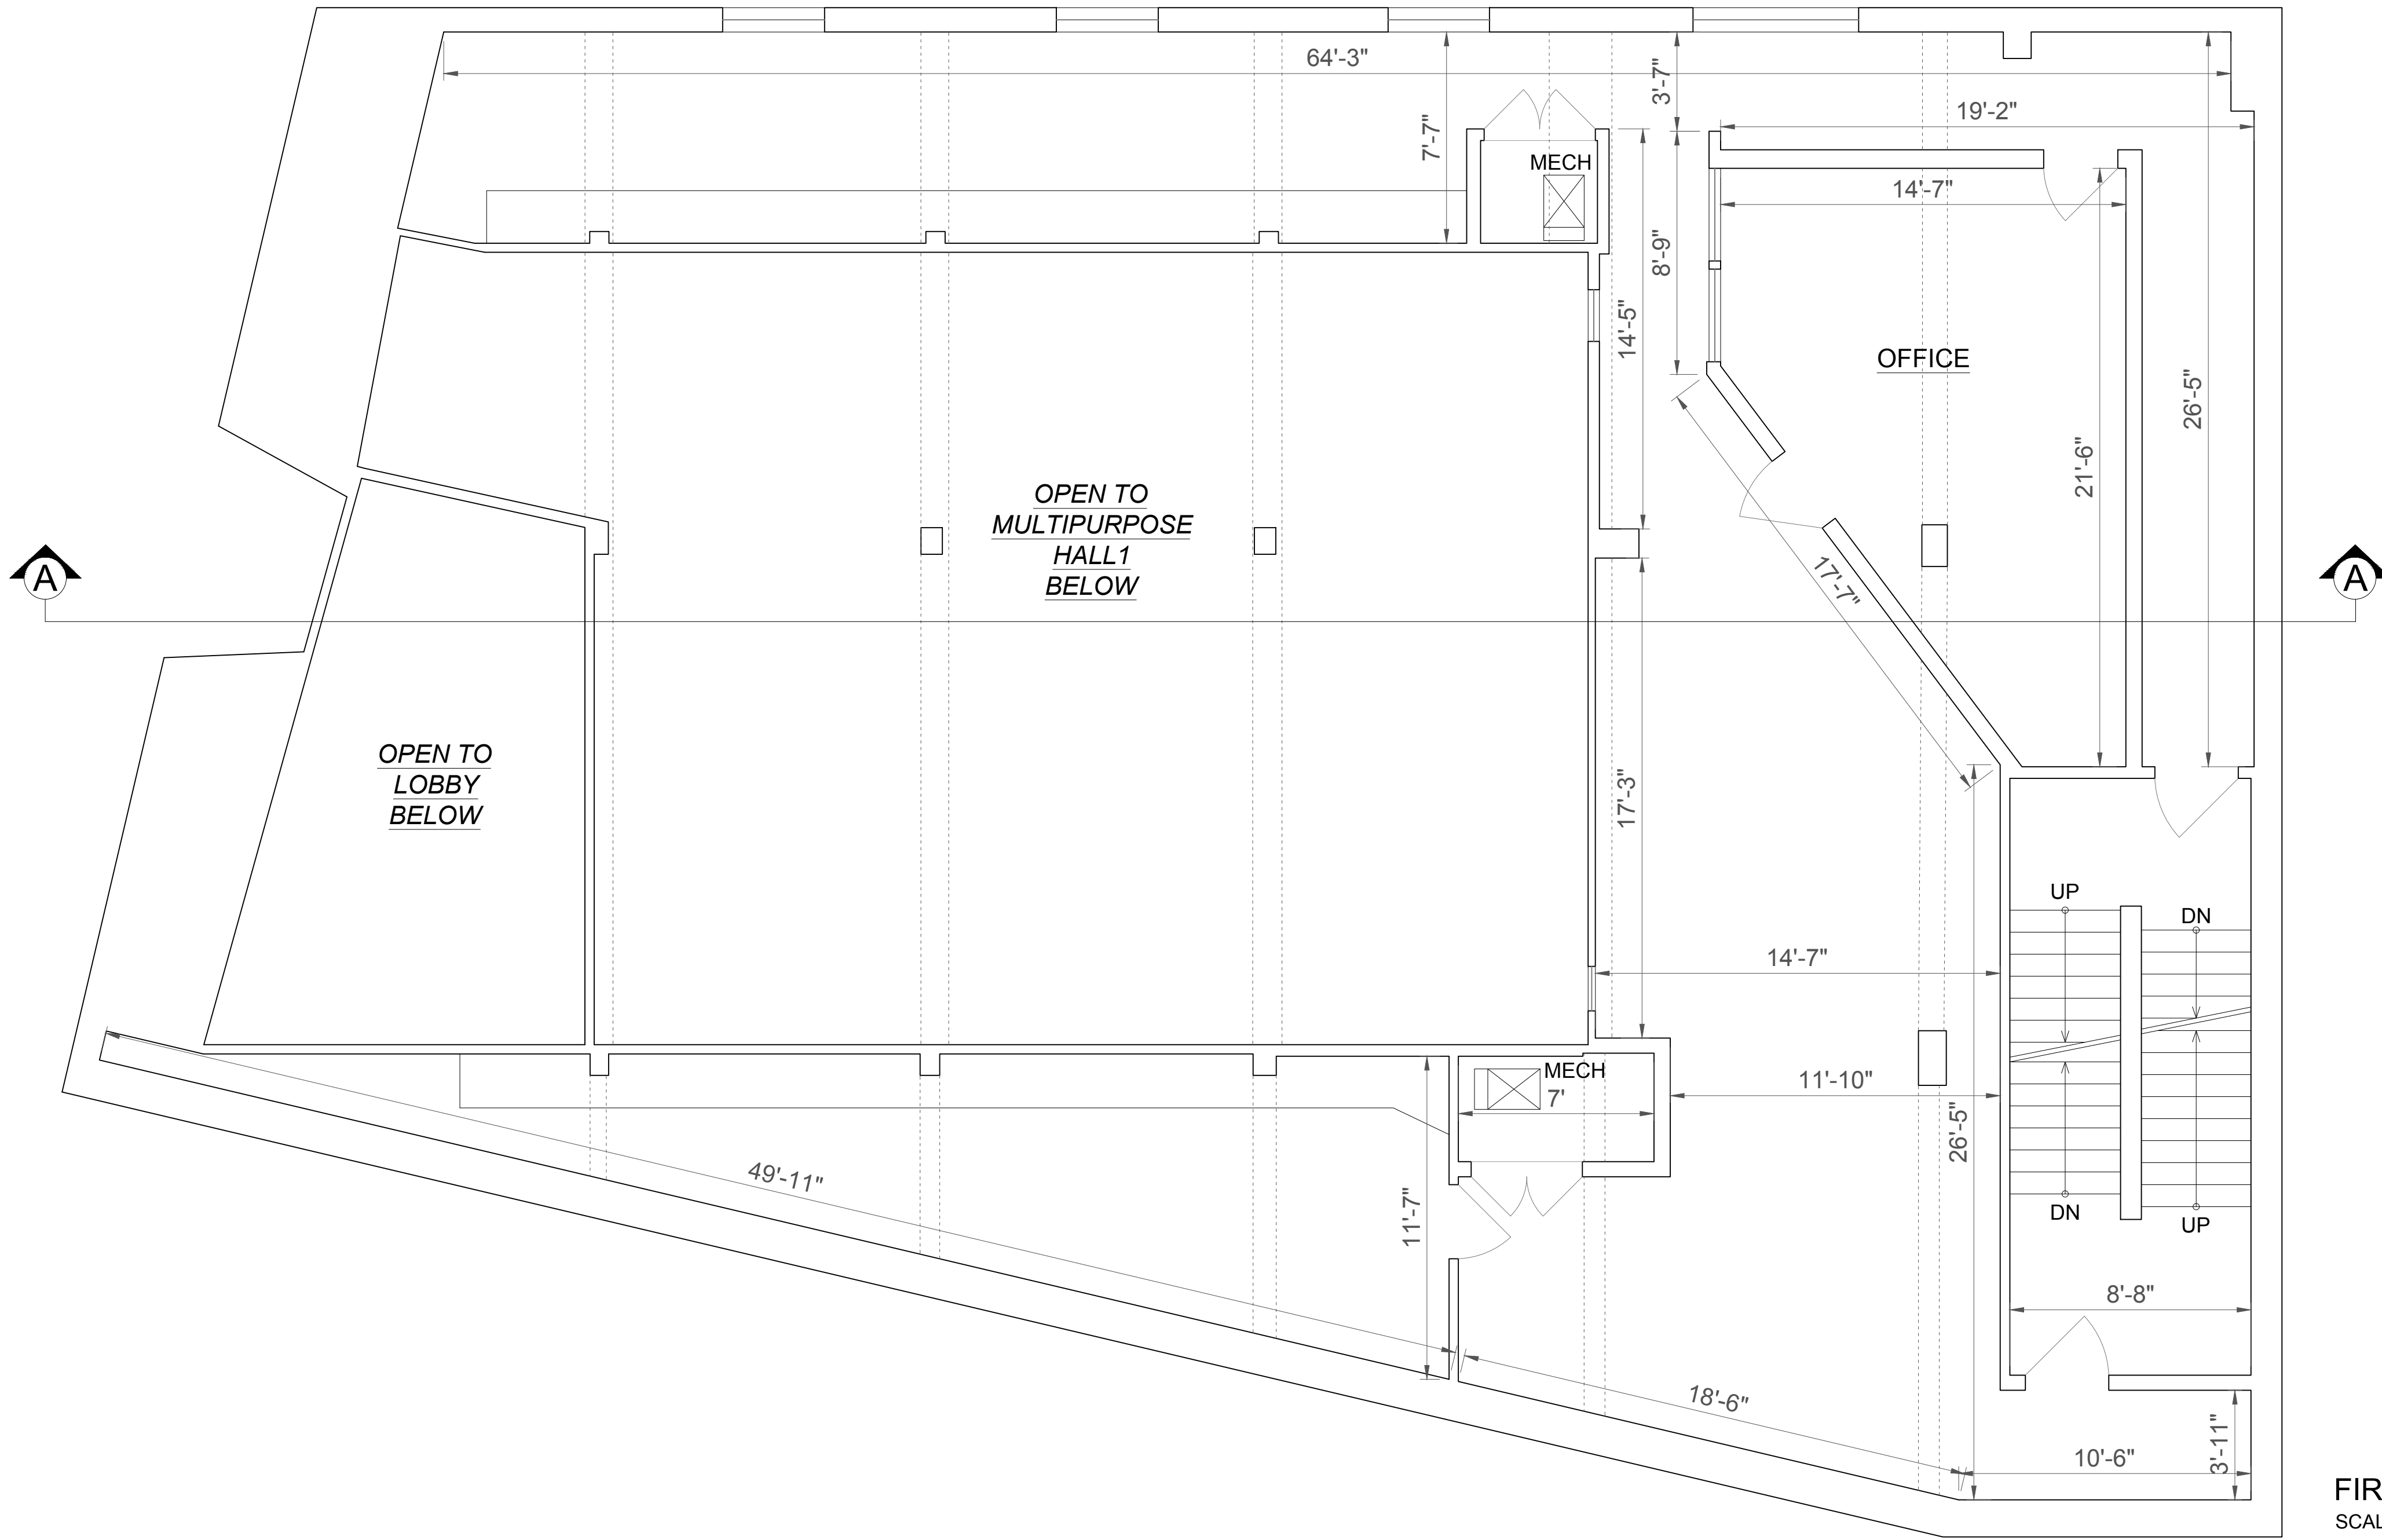 64'-3"
3'-7"
19'-2"
7'-7"
MECH
14'-7"
8'-9"
14'-5"
OFFICE
26'-5"
21'-6"
OPEN TO
MULTIPURPOSE
HALL1
BELOW
A
A
17'-7"
OPEN TO
LOBBY
BELOW
17'-3"
UP
DN
14'-7"
MECH
7'
11'-10"
26'-5"
49'-11"
11'-7"
DN
UP
8'-8"
18'-6"
10'-6"
3'-11"
FIR
SCAL